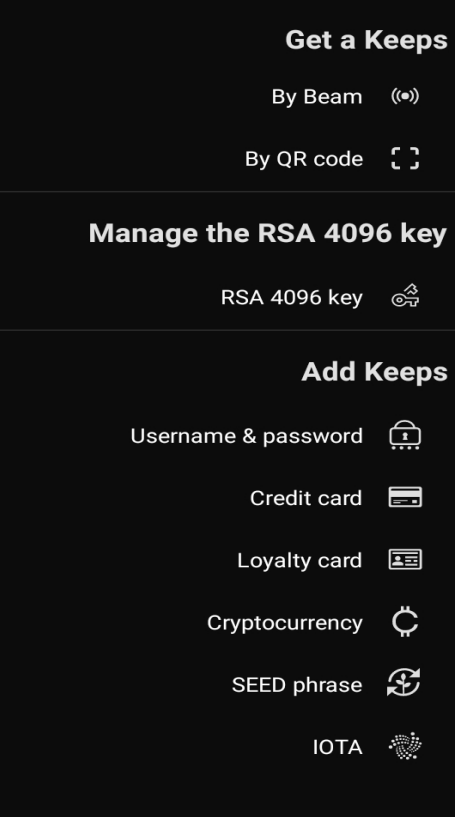 Get a Keeps
By Beam
By QR code
Manage the RSA 4096 key
RSA 4096 key
Add Keeps
Username & password
Credit card
Loyalty card
Cryptocurrency
SEED phrase
IOTA